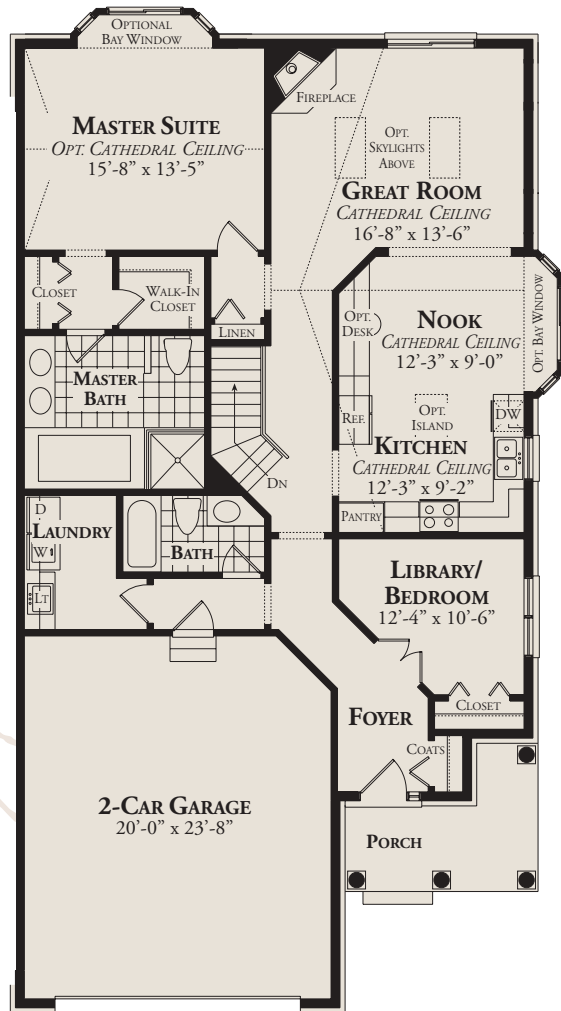 OPTIONAL
BAY WINDOW
MASTER SUITE
OPT. CATHEDRAL CEILING
15'-8" x 13'-5"
FIREPLACE
OPT.
SKYLIGHTS
ABOVE
GREAT ROOM
CATHEDRAL CEILING
16'-8" x 13'-6"
CLOSET
WALK-IN
CLOSET
LINEN
OPT.
DESK
NOOK
CATHEDRAL CEILING
12'-3" x 9'-0"
OPT. BAY WINDOW
MASTER
BATH
REF.
OPT.
ISLAND
DW
KITCHEN
CATHEDRAL CEILING
12'-3" x 9'-2"
DN
PANTRY
D
LAUNDRY
W
LT
BATH
LIBRARY/
BEDROOM
12'-4" x 10'-6"
CLOSET
FOYER
COATS
2-CAR GARAGE
20'-0" x 23'-8"
PORCH